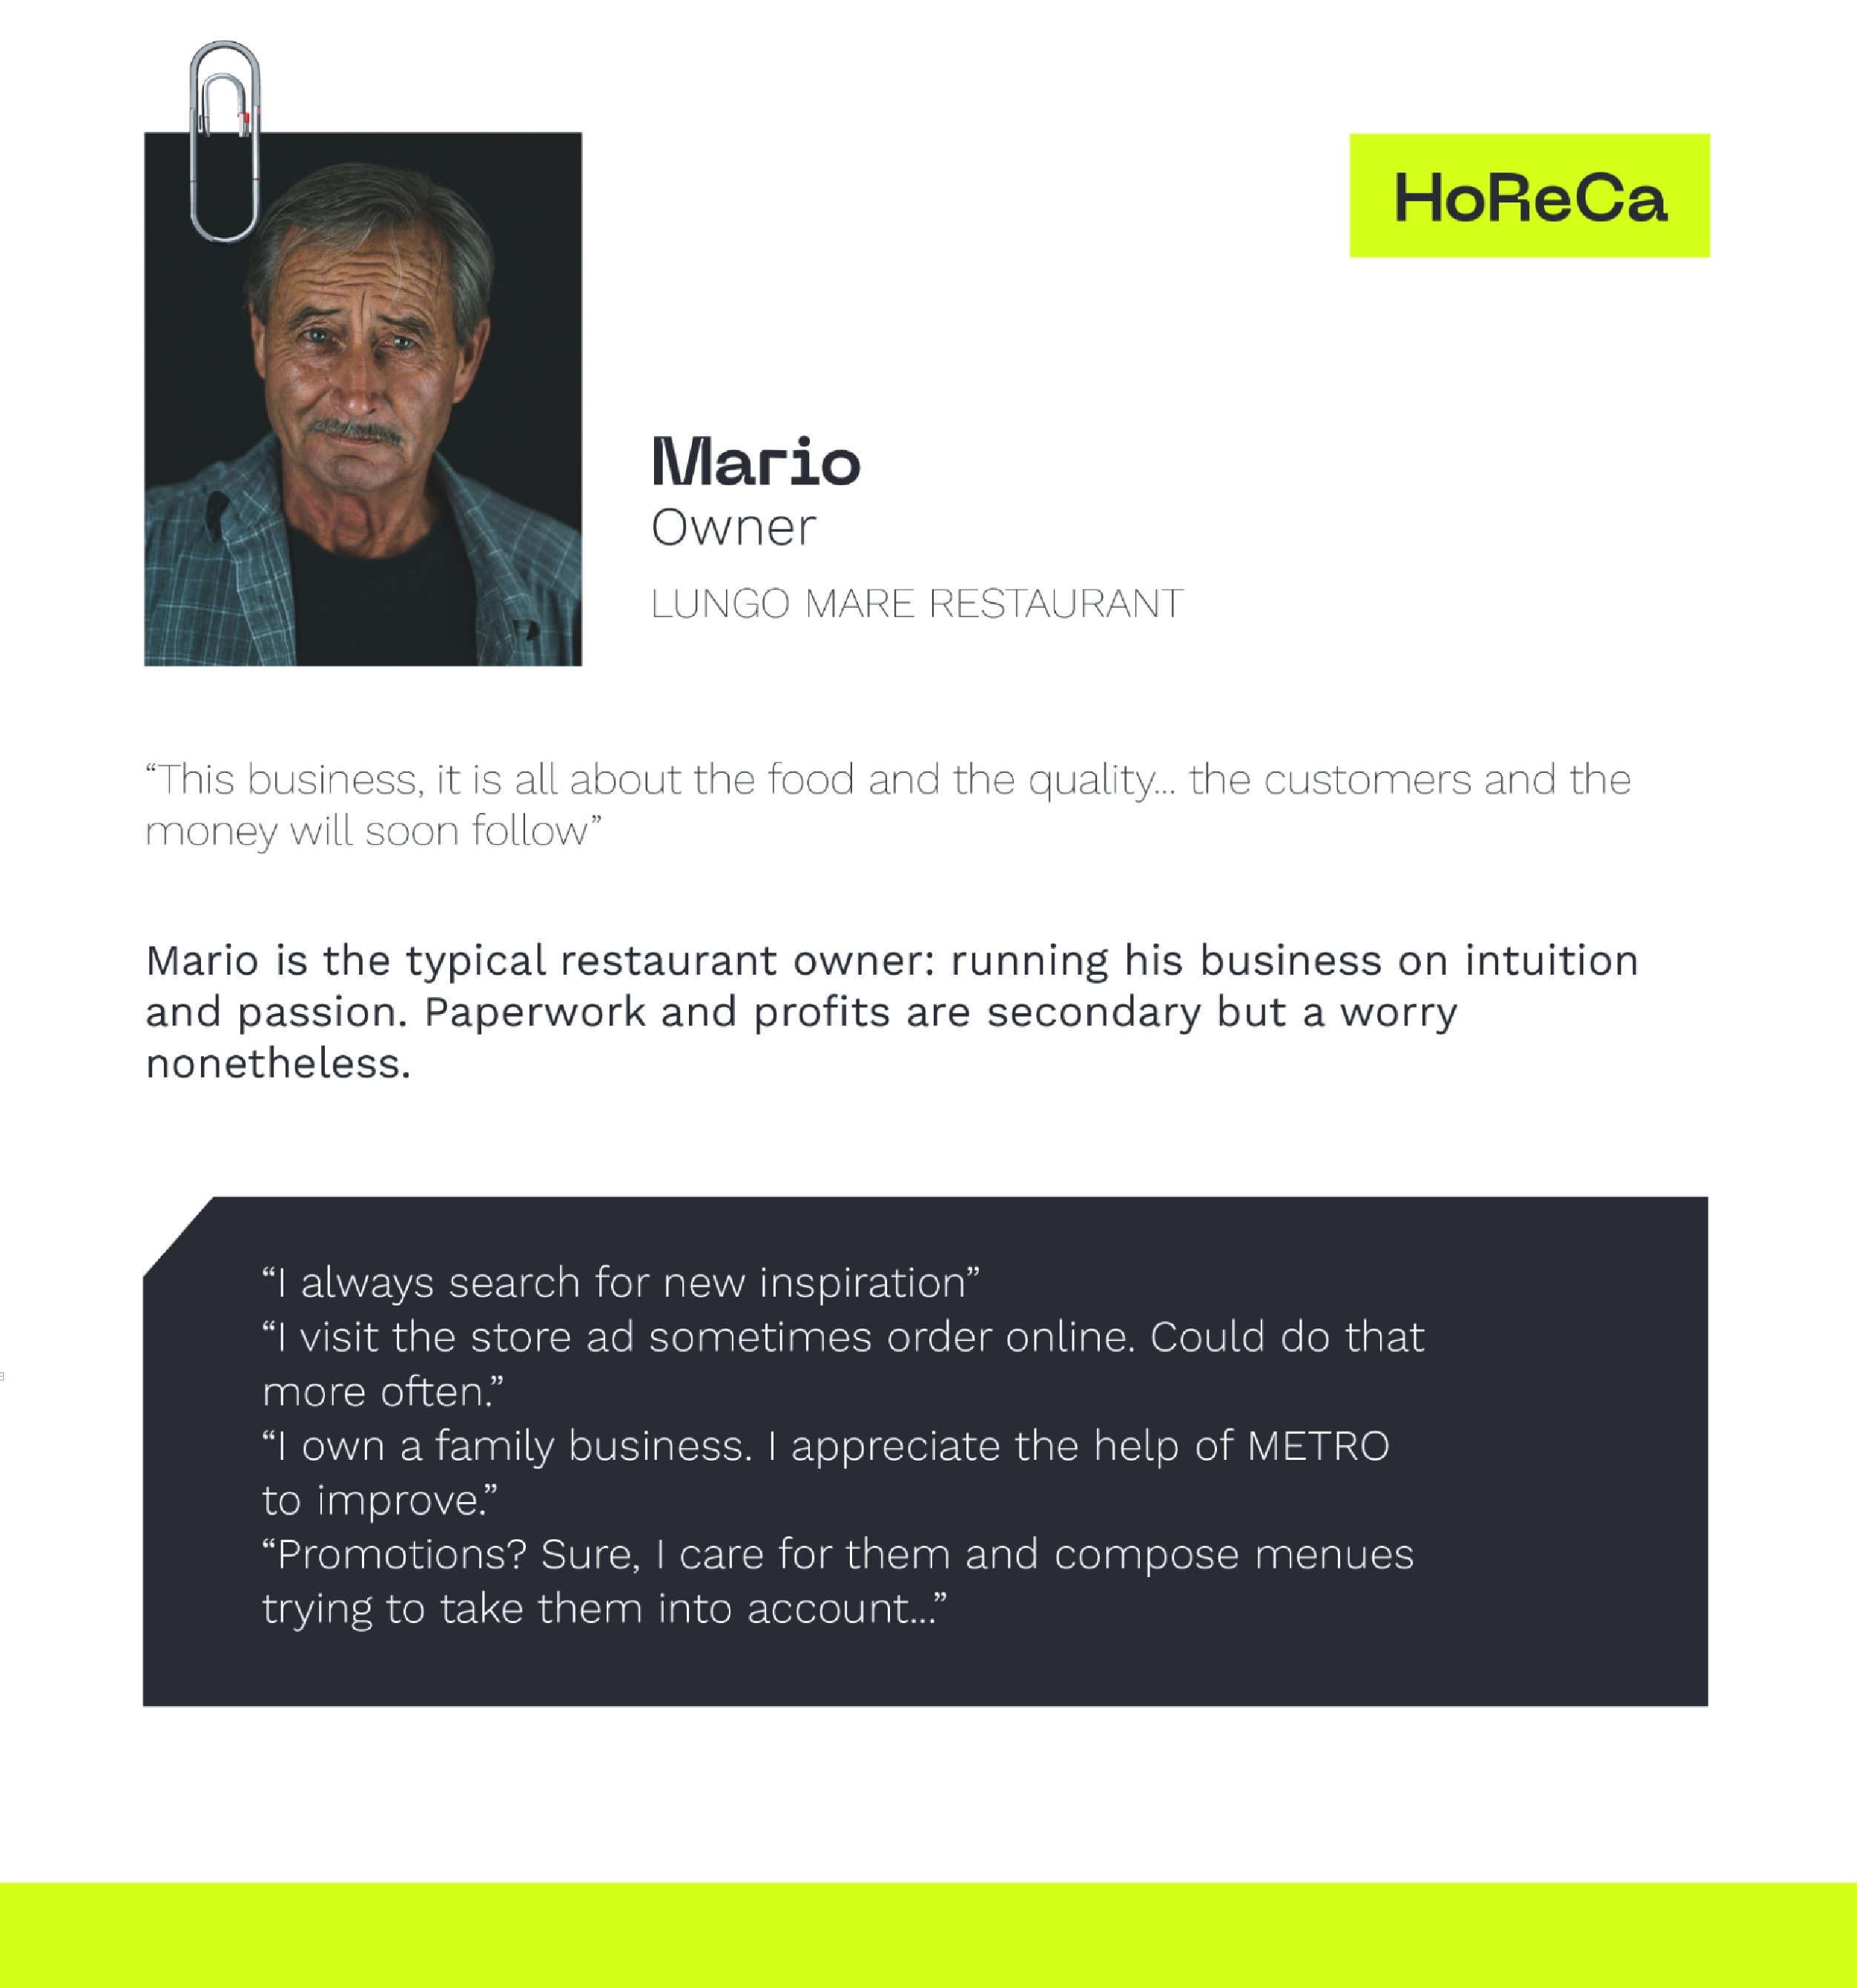 HoReCa
Mario
Owner
LUNGO MARE RESTAURANT
“This business, it is all about the food and the quality... the customers and the
money will soon follow”
Mario is the typical restaurant owner: running his business on intuition
and passion. Paperwork and profits are secondary but a worry
nonetheless.
“I always search for new inspiration”
“I visit the store ad sometimes order online. Could do that
more often.”
“I own a family business. I appreciate the help of METRO
to improve.”
“Promotions? Sure, I care for them and compose menues
trying to take them into account...”